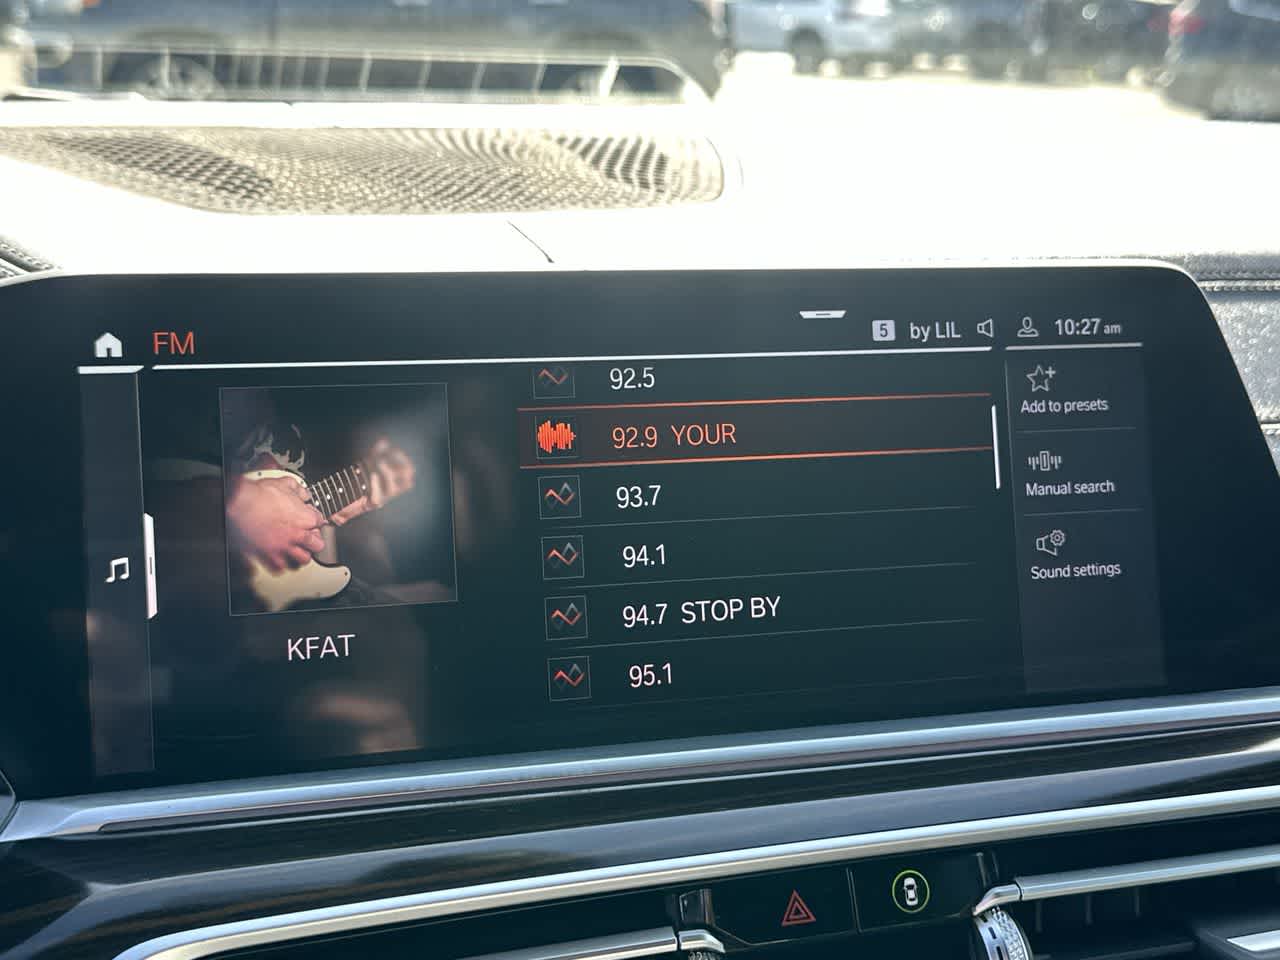 FM
5 by LIL
10:27 am
92.5
92.9 YOUR
93.7
94.1
94.7 STOP BY
95.1
KFAT
Add to presets
Manual search
Sound settings